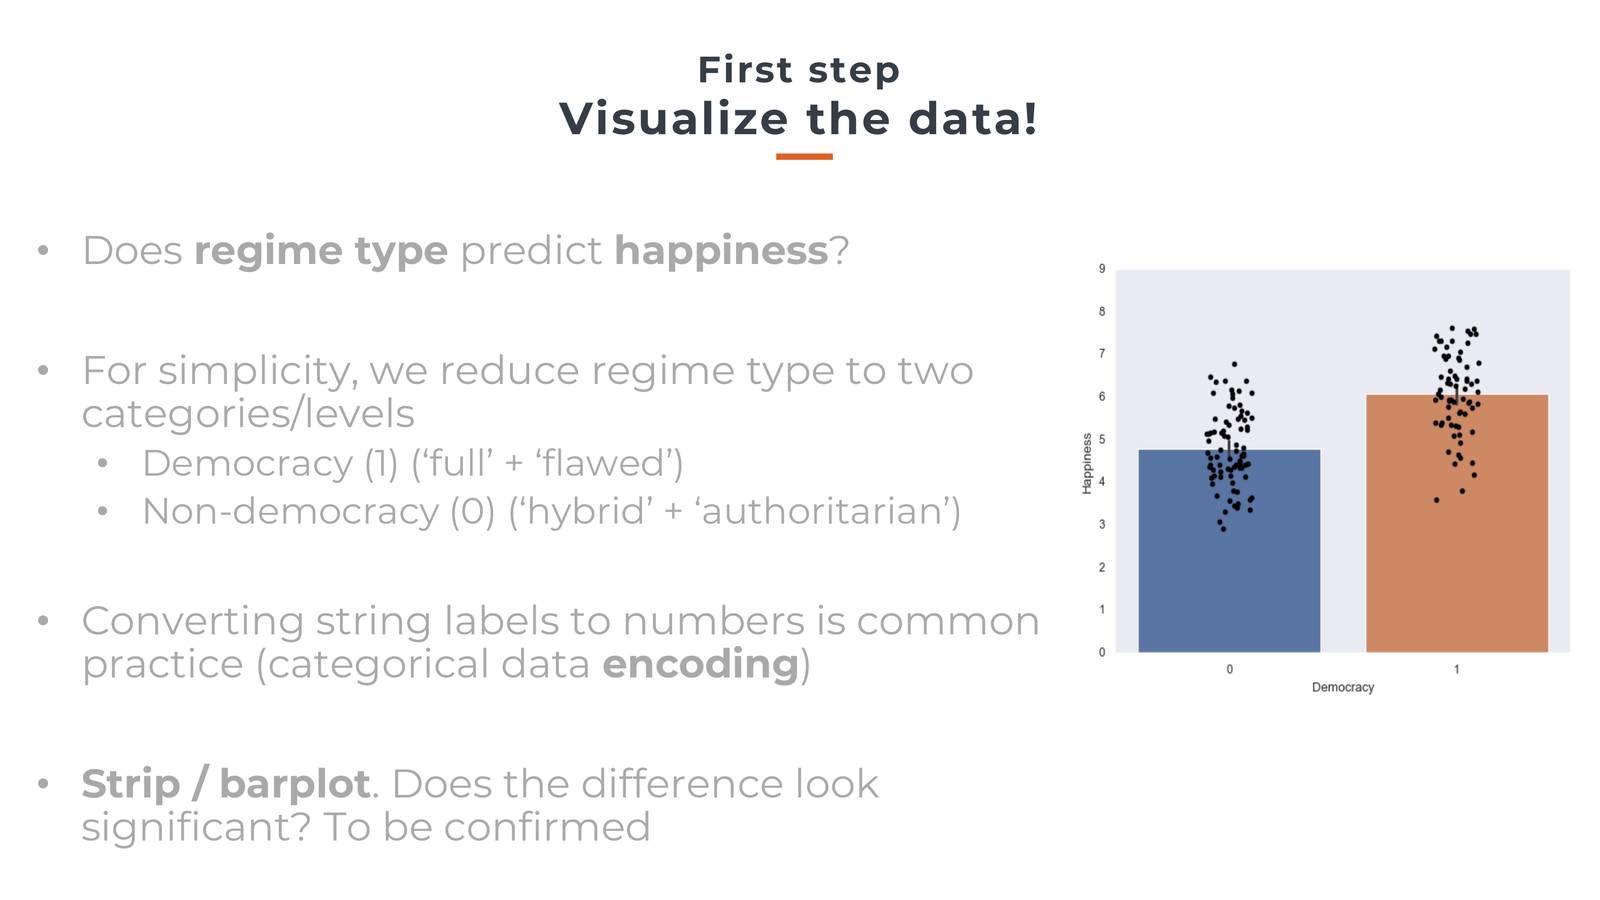 First step
Visualize the data!
• Does regime type predict happiness?
• For simplicity, we reduce regime type to two
categories/levels
• Democracy (1) (‘full’ + ‘flawed’)
• Non-democracy (0) (‘hybrid’ + ‘authoritarian’)
• Converting string labels to numbers is common
practice (categorical data encoding)
• Strip / barplot. Does the difference look
significant? To be confirmed
9
8
7
6
5
4
3
2
1
0
Happiness
0 1
Democracy